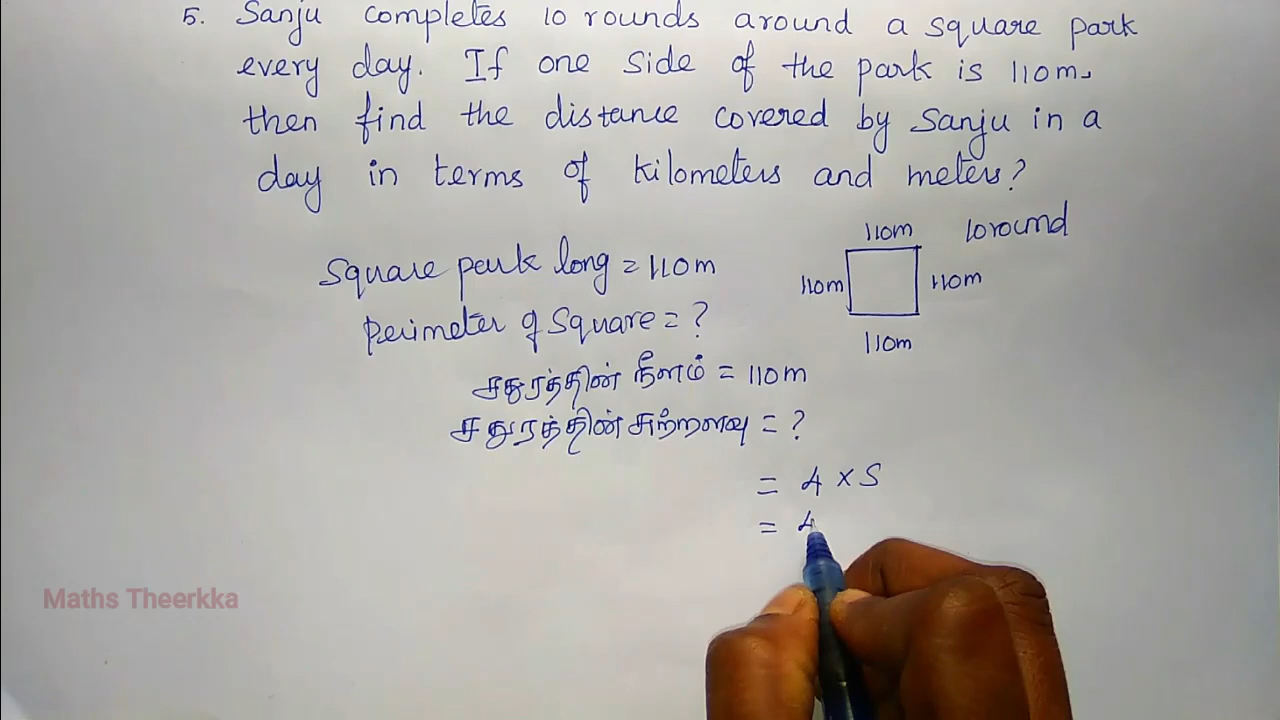 5. Sanju completes 10 rounds around a square park
every day. If one side of the park is 110m,
then find the distance covered by Sanju in a
day in terms of kilometers and meters?
110m 10 round
Square park long = 110m
110m 110m
Perimeter of Square = ?
110m
சதுரத்தின் நீளம் = 110m
சதுரத்தின் சுற்றளவு = ?
= 4 × S
= 4
Maths Theerkka